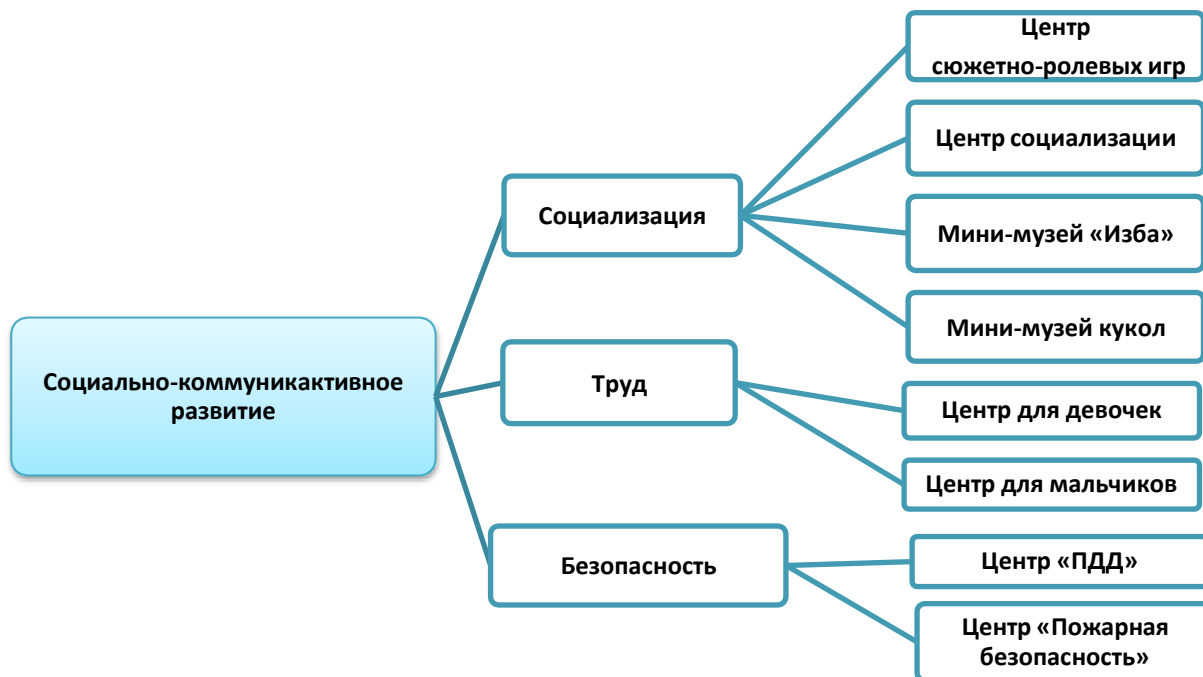 Социально-коммуникактивное
развитие
Социализация
Центр
сюжетно-ролевых игр
Центр социализации
Мини-музей «Изба»
Мини-музей кукол
Труд
Центр для девочек
Центр для мальчиков
Безопасность
Центр «ПДД»
Центр «Пожарная
безопасность»